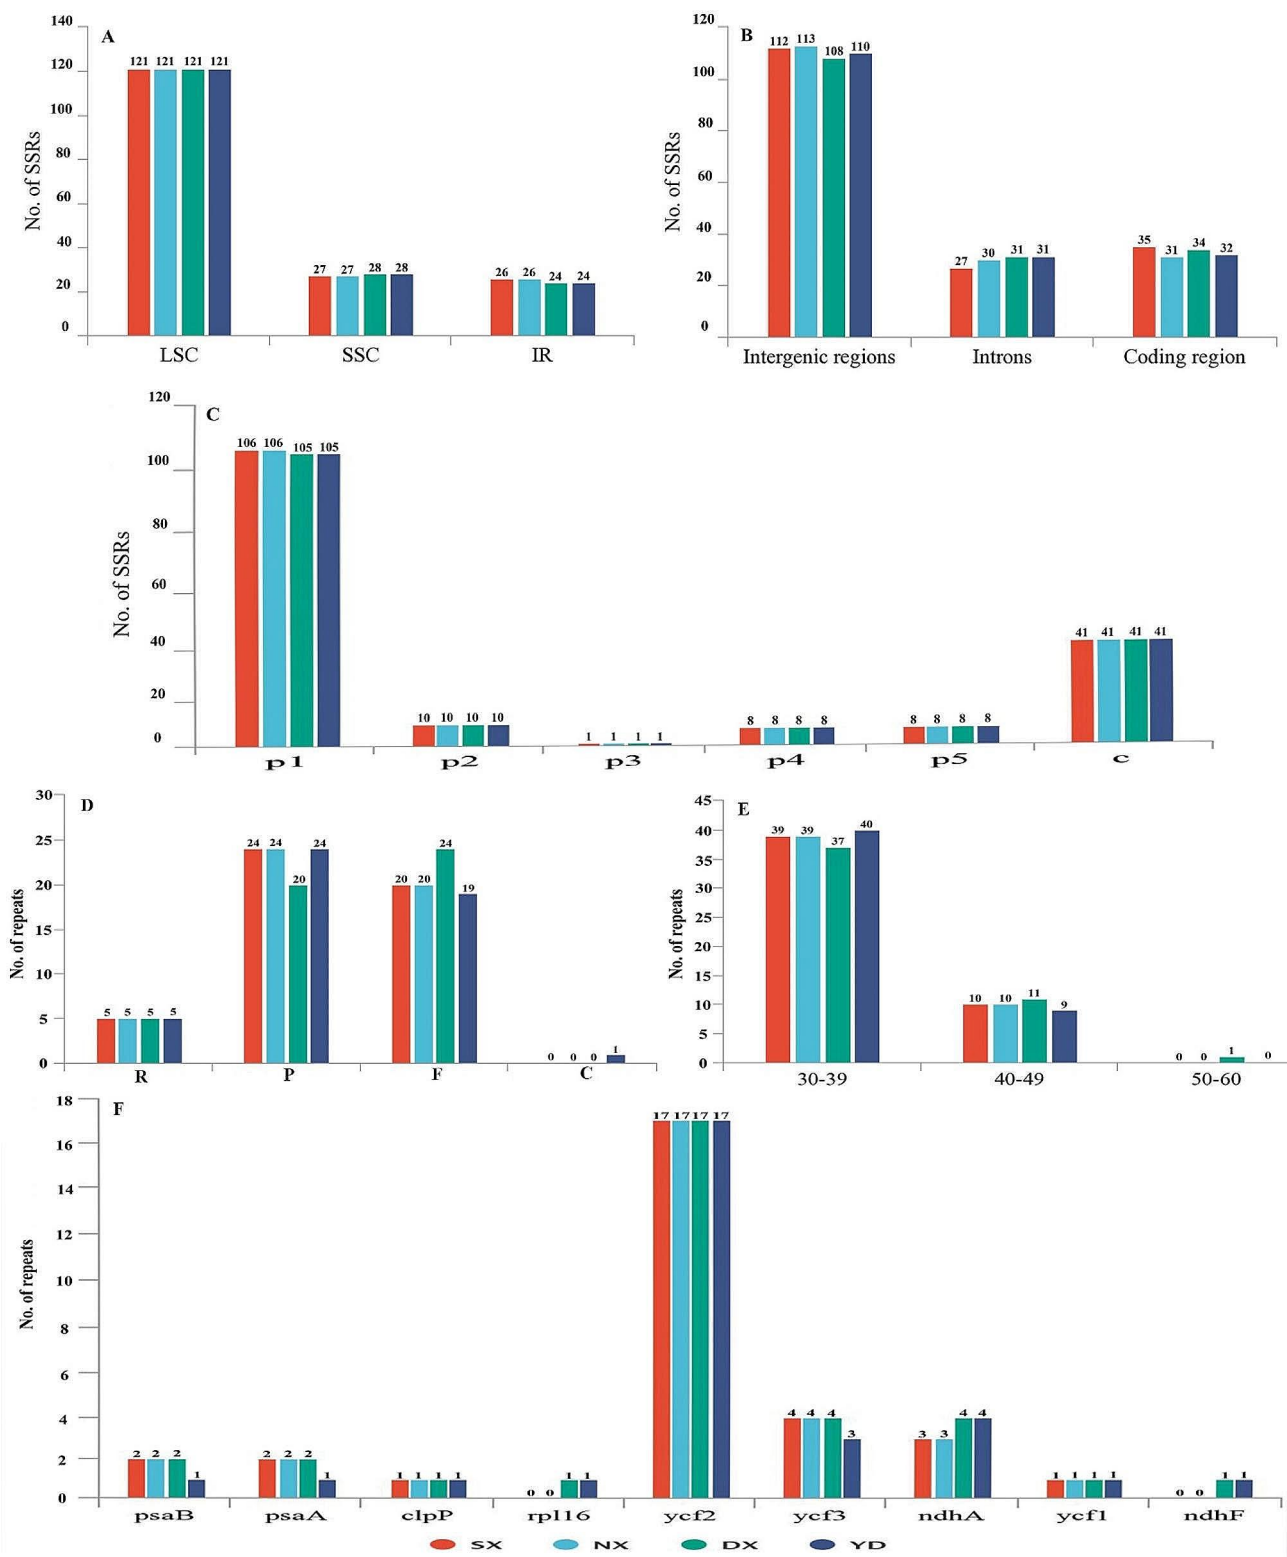 A
No. of SSRs
140
120
100
80
60
40
20
0
121 121 121 121
27 27 28 28
26 26 24 24
LSC SSC IR
B
No. of SSRs
120
100
80
60
40
20
0
112 113 108 110
27 30 31 31
35 31 34 32
Intergenic regions Introns Coding region
C
No. of SSRs
120
100
80
60
40
20
0
106 106 105 105
10 10 10 10
1 1 1 1
8 8 8 8
8 8 8 8
41 41 41 41
p1 p2 p3 p4 p5 c
D
No. of repeats
30
25
20
15
10
5
0
5 5 5 5
24 24 20 24
20 20 24 19
0 0 0 1
R P F C
E
No. of repeats
45
40
35
30
25
20
15
10
5
0
39 39 37 40
10 10 11 9
0 0 1 0
30-39 40-49 50-60
F
No. of repeats
18
16
14
12
10
8
6
4
2
0
2 2 2 1
2 2 2 1
1 1 1 1
0 0 1 1
17 17 17 17
4 4 4 3
3 3 4 4
1 1 1 1
0 0 1 1
psaB psaA clpP rpl16 ycf2 ycf3 ndhA ycf1 ndhF
SX NX DX YD